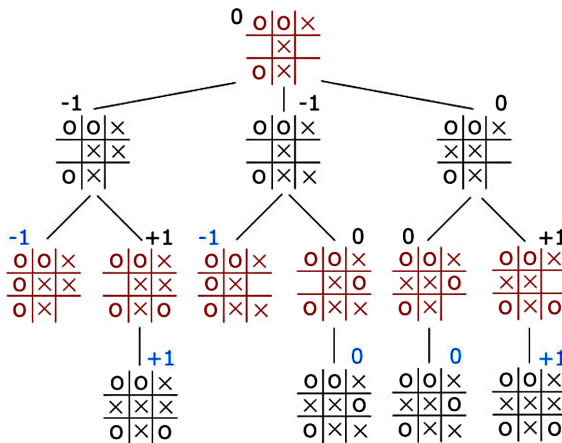 0
O O ×
×
O ×
-1 -1 0
O O × O O × O O ×
× × × × ×
O × O × × O ×
-1 +1 -1 0 0 +1
O O × O O × O O × O O × O O × O O ×
O × × × × O × × O × × O × ×
O × O × O O × × O × × O × O × O
+1 0 0 +1
O O × O O × O O × O O ×
× × × × × O × × O × × ×
O × O O × × O × × O × O